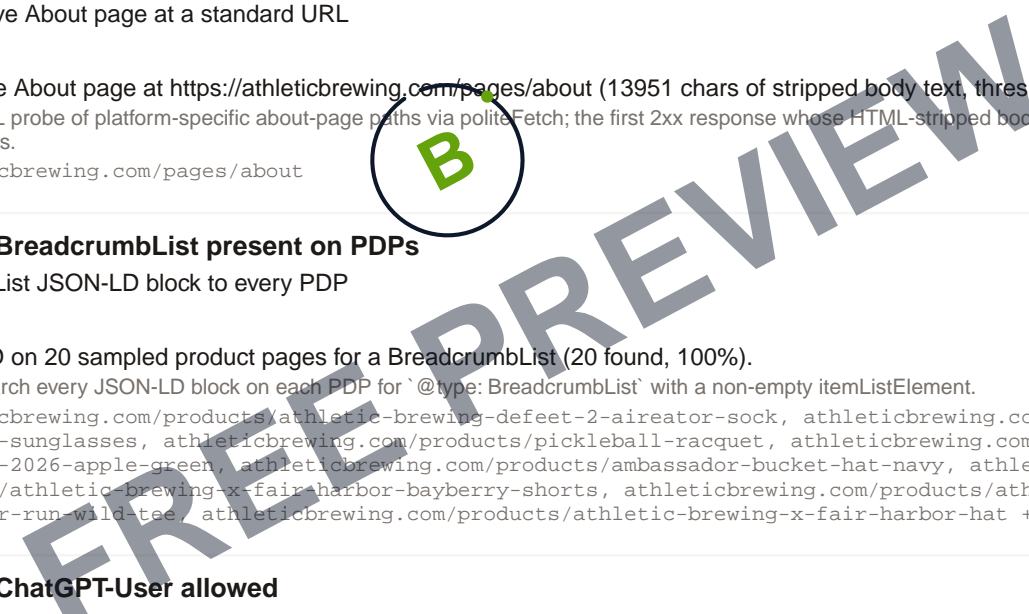 ve About page at a standard URL
e About page at https://athleticbrewing.com/pages/about (13951 chars of stripped body text, thres
L probe of platform-specific about-page paths via politeFetch; the first 2xx response whose HTML-stripped bod
s.
cbrewing.com/pages/about
B
BreadcrumbList present on PDPs
List JSON-LD block to every PDP
D on 20 sampled product pages for a BreadcrumbList (20 found, 100%).
rch every JSON-LD block on each PDP for `@type: BreadcrumbList` with a non-empty itemListElement.
cbrewing.com/products/athletic-brewing-defeet-2-aireator-sock, athleticbrewing.co
-sunglasses, athleticbrewing.com/products/pickleball-racquet, athleticbrewing.com
-2026-apple-green, athleticbrewing.com/products/ambassador-bucket-hat-navy, athle
/athletic-brewing-x-fair-harbor-bayberry-shorts, athleticbrewing.com/products/ath
r-run-wild-tee, athleticbrewing.com/products/athletic-brewing-x-fair-harbor-hat +
ChatGPT-User allowed
FREE PREVIEW